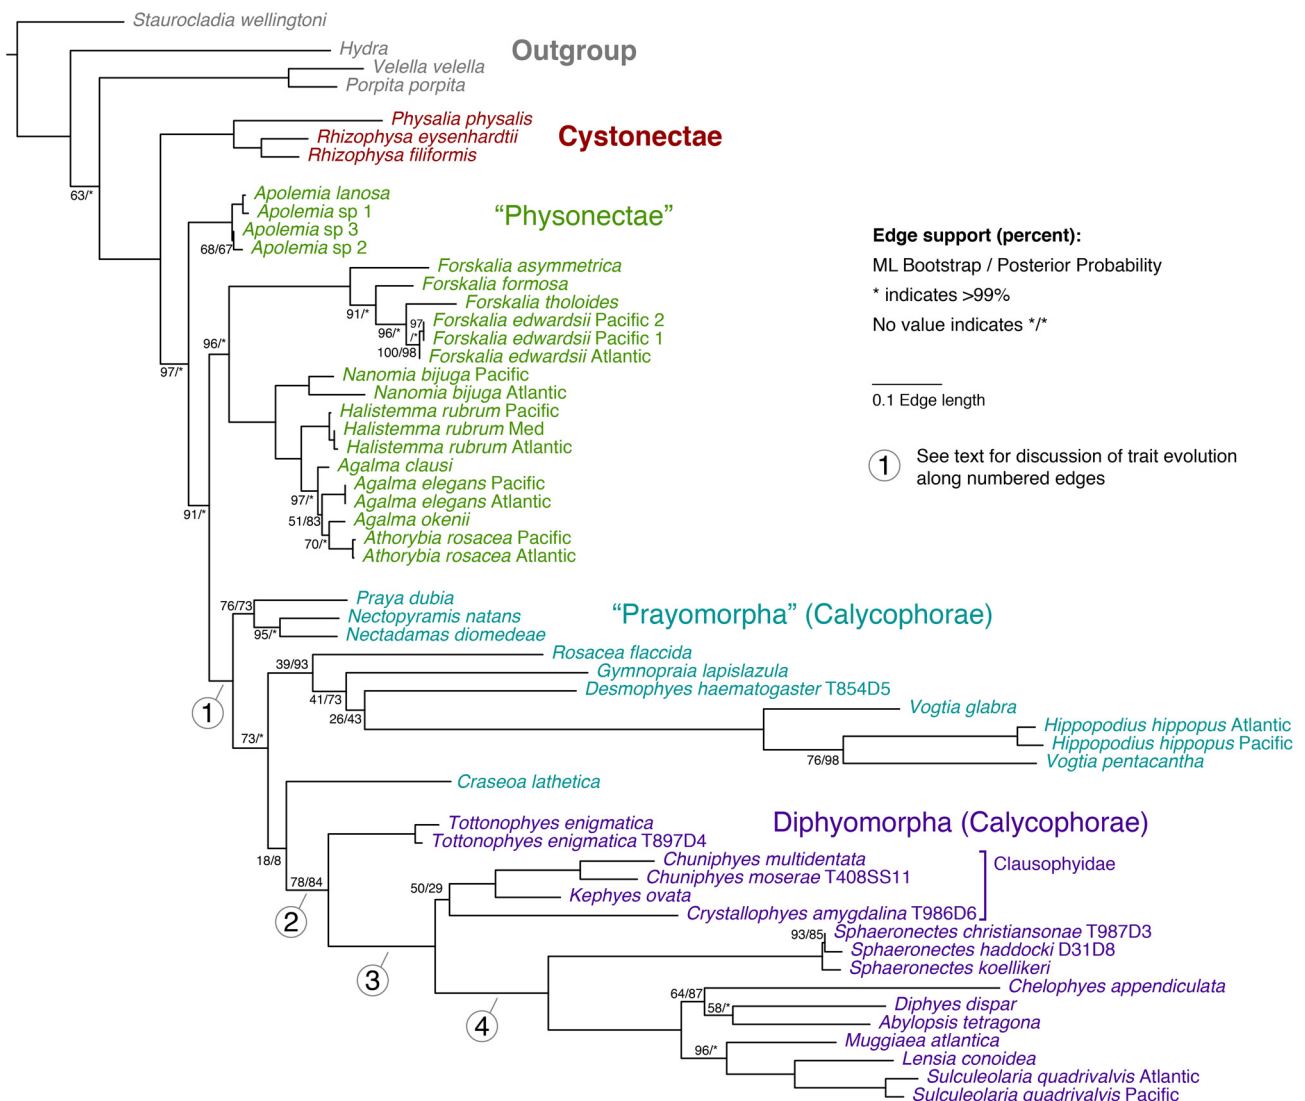 Staurocladia wellingtoni
Hydra
Outgroup
Velella velella
Porpita porpita
Physalia physalis
Rhizophysa eysenhardtii
Cystonectae
Rhizophysa filiformis
63/*
Apolemia lanosa
Apolemia sp 1
"Physonectae"
Apolemia sp 3
Apolemia sp 2
68/67
Edge support (percent):
ML Bootstrap / Posterior Probability
* indicates >99%
No value indicates */*
Forskalia asymmetrica
Forskalia formosa
Forskalia tholoides
91/*
Forskalia edwardsii Pacific 2
97
/*
96/*
Forskalia edwardsii Pacific 1
100/98
Forskalia edwardsii Atlantic
96/*
97/*
Nanomia bijuga Pacific
Nanomia bijuga Atlantic
0.1 Edge length
Halistemma rubrum Pacific
Halistemma rubrum Med
Halistemma rubrum Atlantic
1
See text for discussion of trait evolution
along numbered edges
Agalma clausi
Agalma elegans Pacific
97/*
Agalma elegans Atlantic
51/83
Agalma okenii
91/*
Athorybia rosacea Pacific
70/*
Athorybia rosacea Atlantic
Praya dubia
76/73
"Prayomorpha" (Calycophorae)
Nectopyramis natans
95/*
Nectadamas diomedeae
Rosacea flaccida
39/93
Gymnopraia lapislazula
Desmophyes haematogaster T854D5
41/73
26/43
1
Vogtia glabra
Hippopodius hippopus Atlantic
73/*
Hippopodius hippopus Pacific
76/98
Vogtia pentacantha
Craseoa lathetica
Tottonophyes enigmatica
Diphyomorpha (Calycophorae)
Tottonophyes enigmatica T897D4
18/8
Chuniphyes multidentata
Clausophyidae
Chuniphyes moserae T408SS11
78/84
50/29
Kephyes ovata
Crystallophyes amygdalina T986D6
2
Sphaeronectes christiansonae T987D3
93/85
Sphaeronectes haddocki D31D8
Sphaeronectes koellikeri
3
Chelophyes appendiculata
64/87
Diphyes dispar
58/*
Abylopsis tetragona
4
Muggiaea atlantica
96/*
Lensia conoidea
Sulculeolaria quadrivalvis Atlantic
Sulculeolaria quadrivalvis Pacific